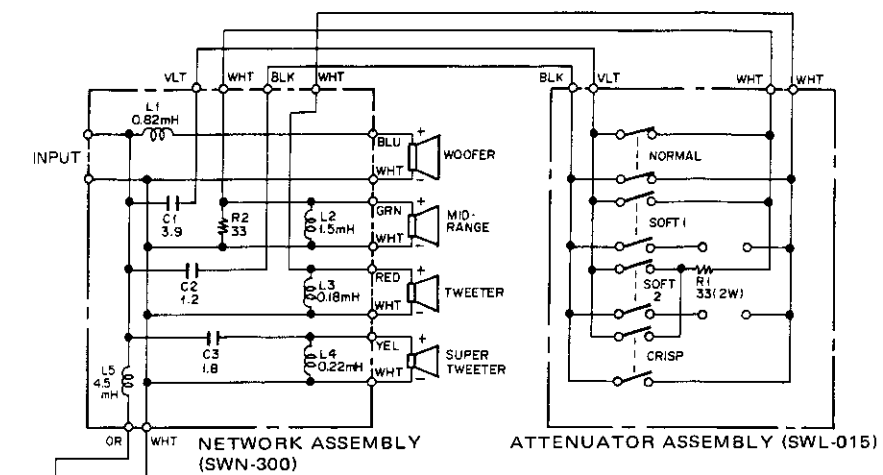 VLT WHT BLK WHT
BLK VLT WHT WHT
L1
0.82mH
INPUT
BLU
+
WOOFER
WHT
−
NORMAL
C1
3.9
R2
33
L2
1.5mH
GRN
+
MID-
RANGE
WHT
−
SOFT 1
C2
1.2
L3
0.18mH
RED
+
TWEETER
WHT
−
SOFT
2
R1
33(2W)
C3
1.8
L4
0.22mH
YEL
+
SUPER
TWEETER
WHT
−
CRISP
L5
4.5
mH
OR WHT
NETWORK ASSEMBLY
(SWN-300)
ATTENUATOR ASSEMBLY (SWL-015)